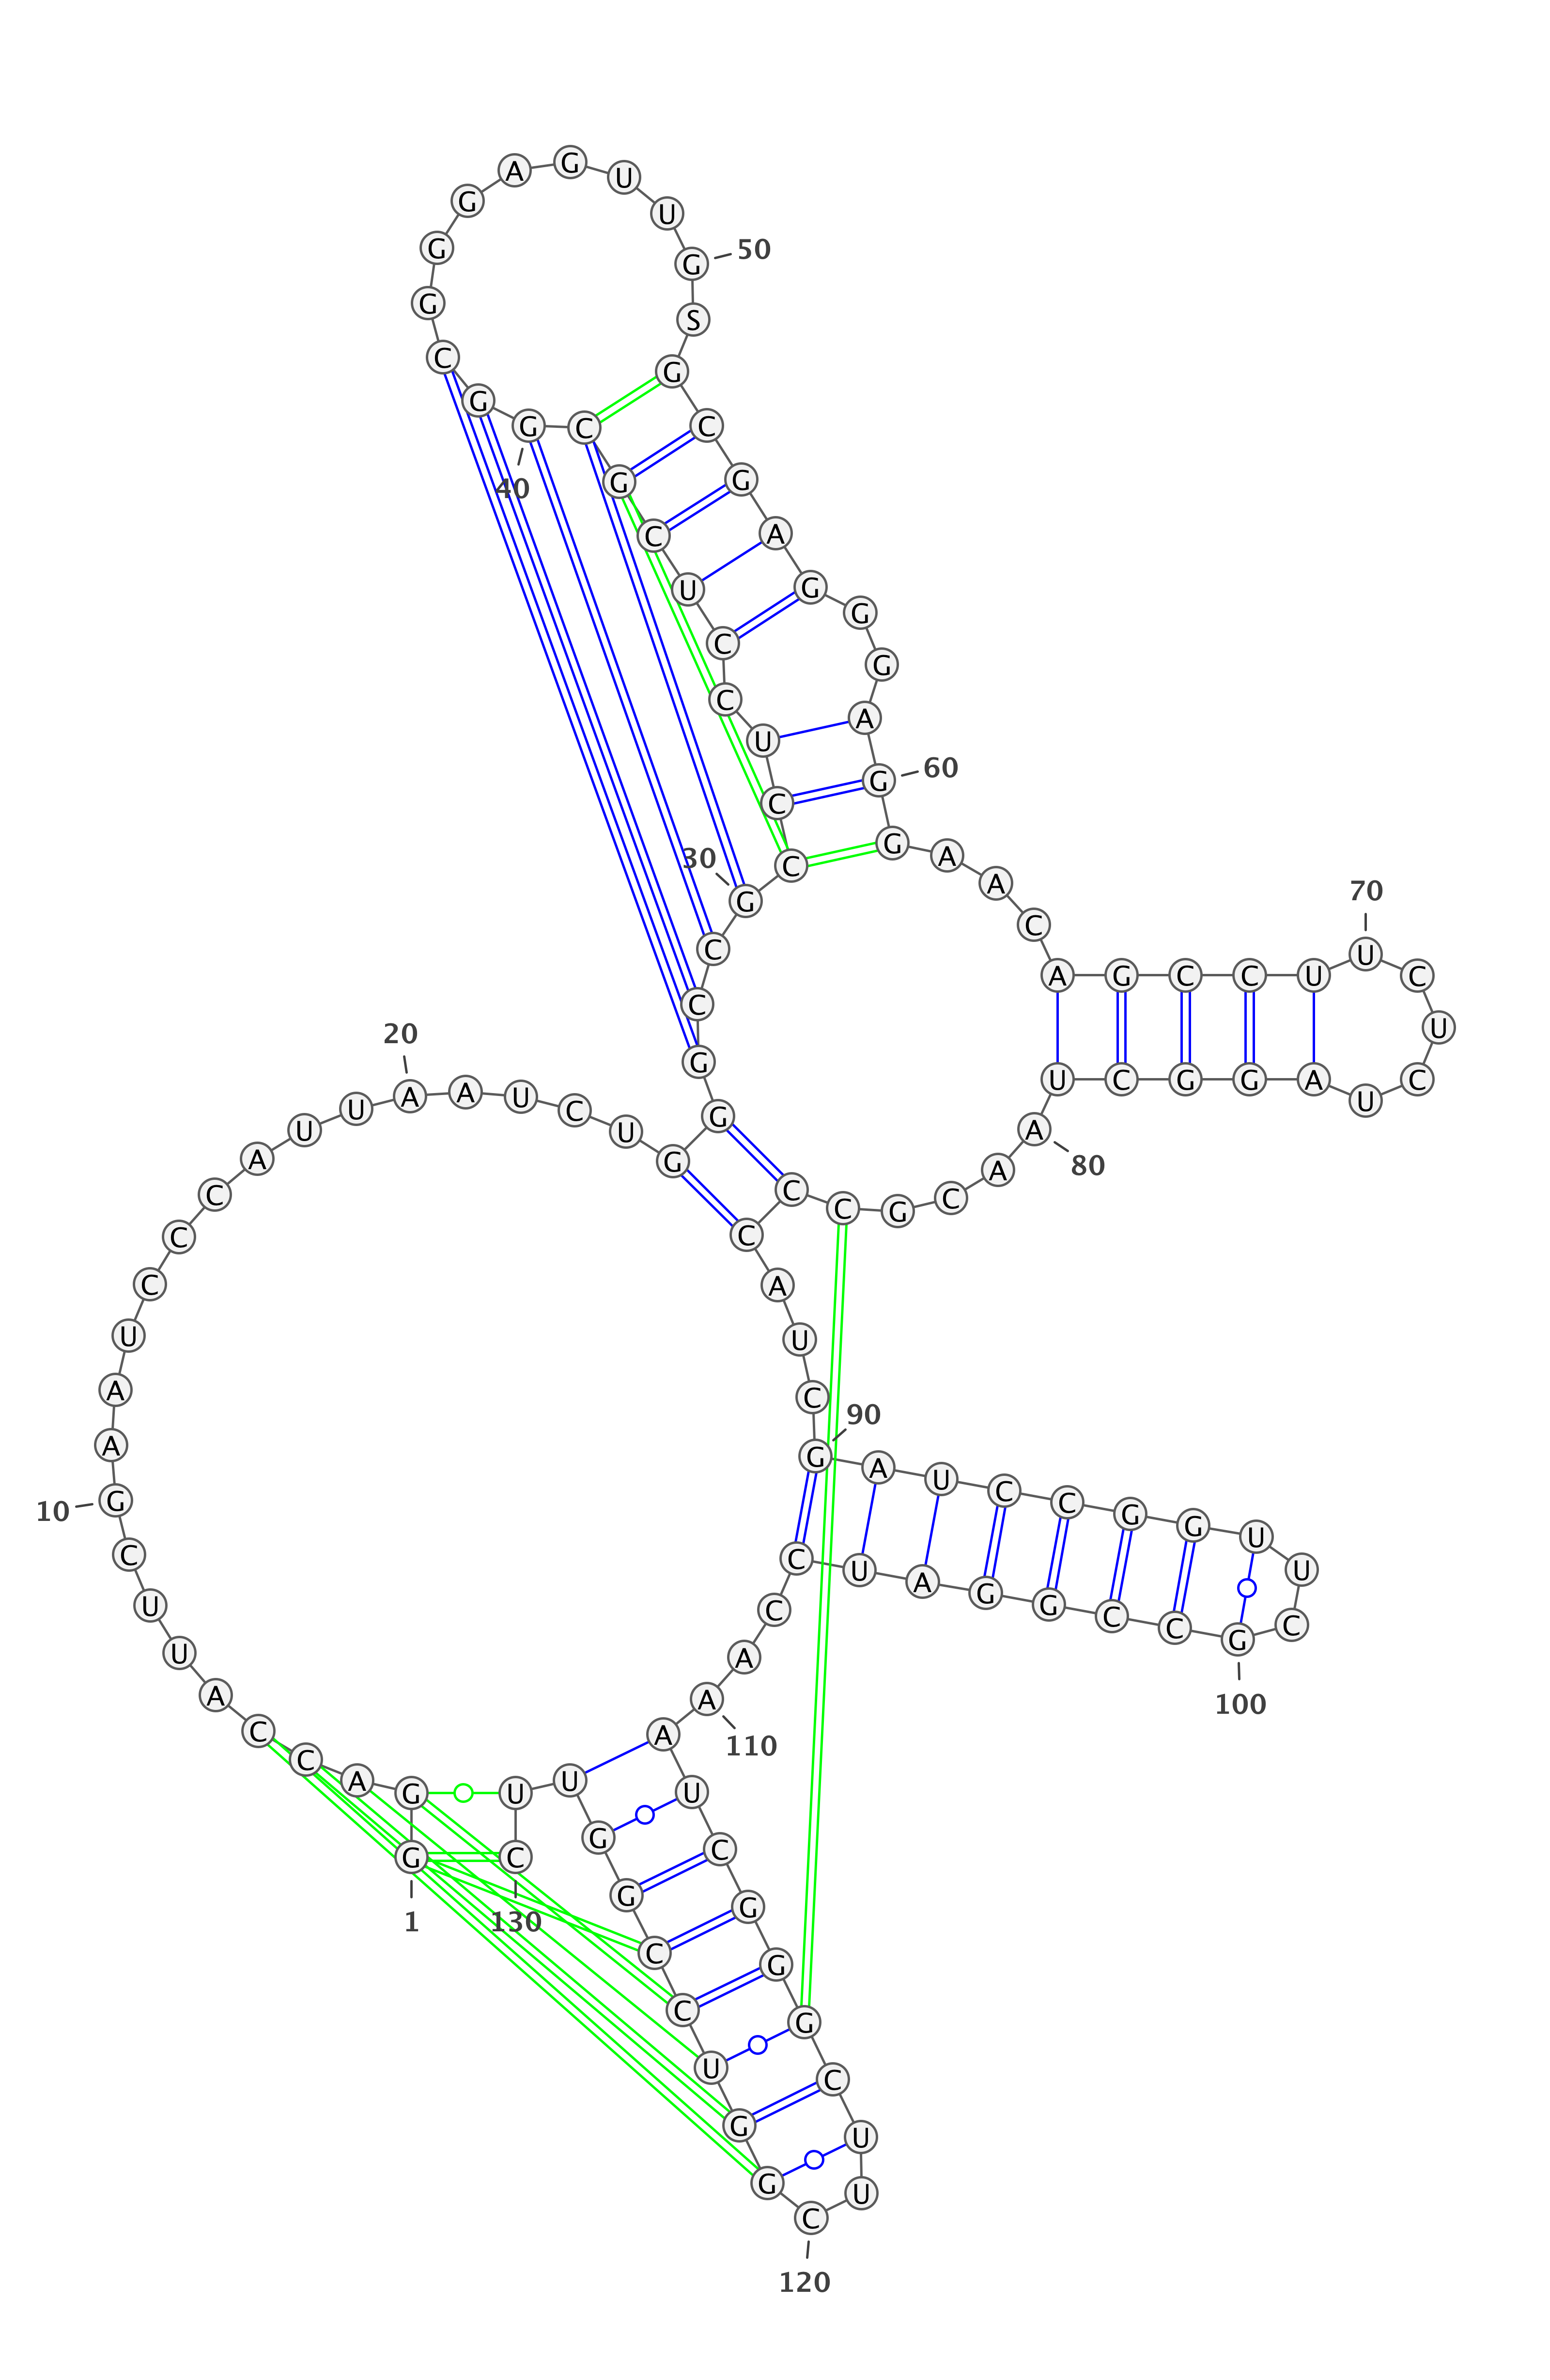 G
1
G A C C A U U C G
10
A A U C C C A U U A
20
A U C U G G G C C G
30
C C U C C U C G C G
40
G C G G G A G U U G
50
S G C G A G G G A G
60
G A A C A G C C U U
70
C U C U A G G C U A
80
A C G C C C A U C G
90
A U C C G G U U C G
100
C C G G A U C C A A
110
A U C G G G C U U C
120
G G U C C G G U U C
130